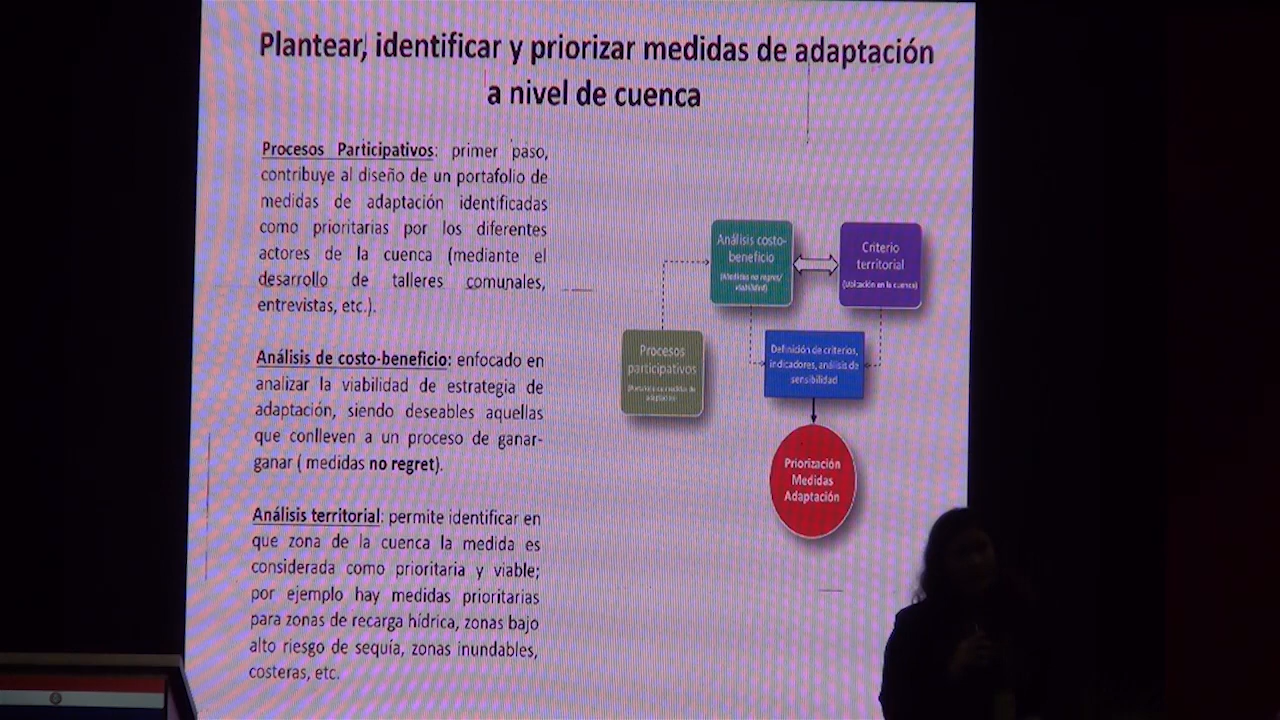 Plantear, identificar y priorizar medidas de adaptación
a nivel de cuenca
Procesos Participativos: primer paso,
contribuye al diseño de un portafolio de
medidas de adaptación identificadas
como prioritarias por los diferentes
actores de la cuenca (mediante el
desarrollo de talleres comunales,
entrevistas, etc.).
Análisis de costo-beneficio: enfocado en
analizar la viabilidad de estrategia de
adaptación, siendo deseables aquellas
que conlleven a un proceso de ganar-
ganar ( medidas no regret).
Análisis territorial: permite identificar en
que zona de la cuenca la medida es
considerada como prioritaria y viable;
por ejemplo hay medidas prioritarias
para zonas de recarga hídrica, zonas bajo
alto riesgo de sequía, zonas inundables,
costeras, etc.
Análisis costo-
beneficio
(Medidas no regret/
viabilidad)
Criterio
territorial
(Ubicación en la cuenca)
Procesos
participativos
Definición de criterios,
indicadores, análisis de
sensibilidad
Priorización
Medidas
Adaptación